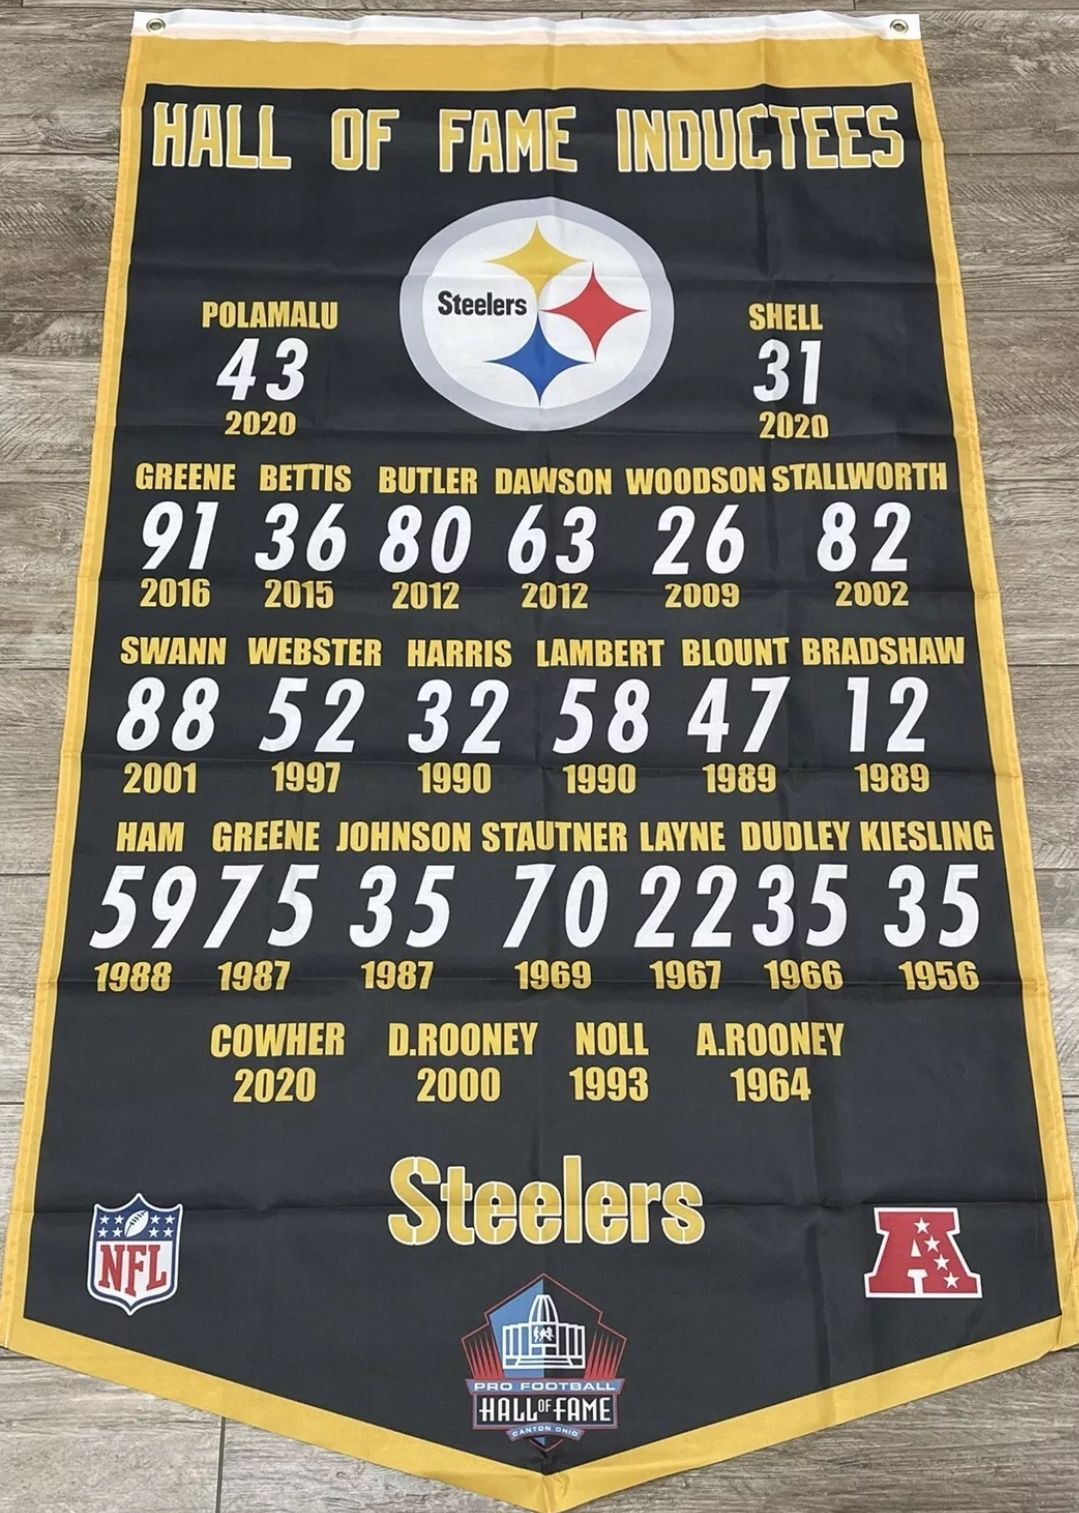 HALL OF FAME INDUCTEES
Steelers
POLAMALU SHELL
43 31
2020 2020
GREENE BETTIS BUTLER DAWSON WOODSON STALLWORTH
91 36 80 63 26 82
2016 2015 2012 2012 2009 2002
SWANN WEBSTER HARRIS LAMBERT BLOUNT BRADSHAW
88 52 32 58 47 12
2001 1997 1990 1990 1989 1989
HAM GREENE JOHNSON STAUTNER LAYNE DUDLEY KIESLING
59 75 35 70 22 35 35
1988 1987 1987 1969 1967 1966 1956
COWHER D.ROONEY NOLL A.ROONEY
2020 2000 1993 1964
Steelers
NFL A
PRO FOOTBALL
HALL OF FAME
CANTON OHIO